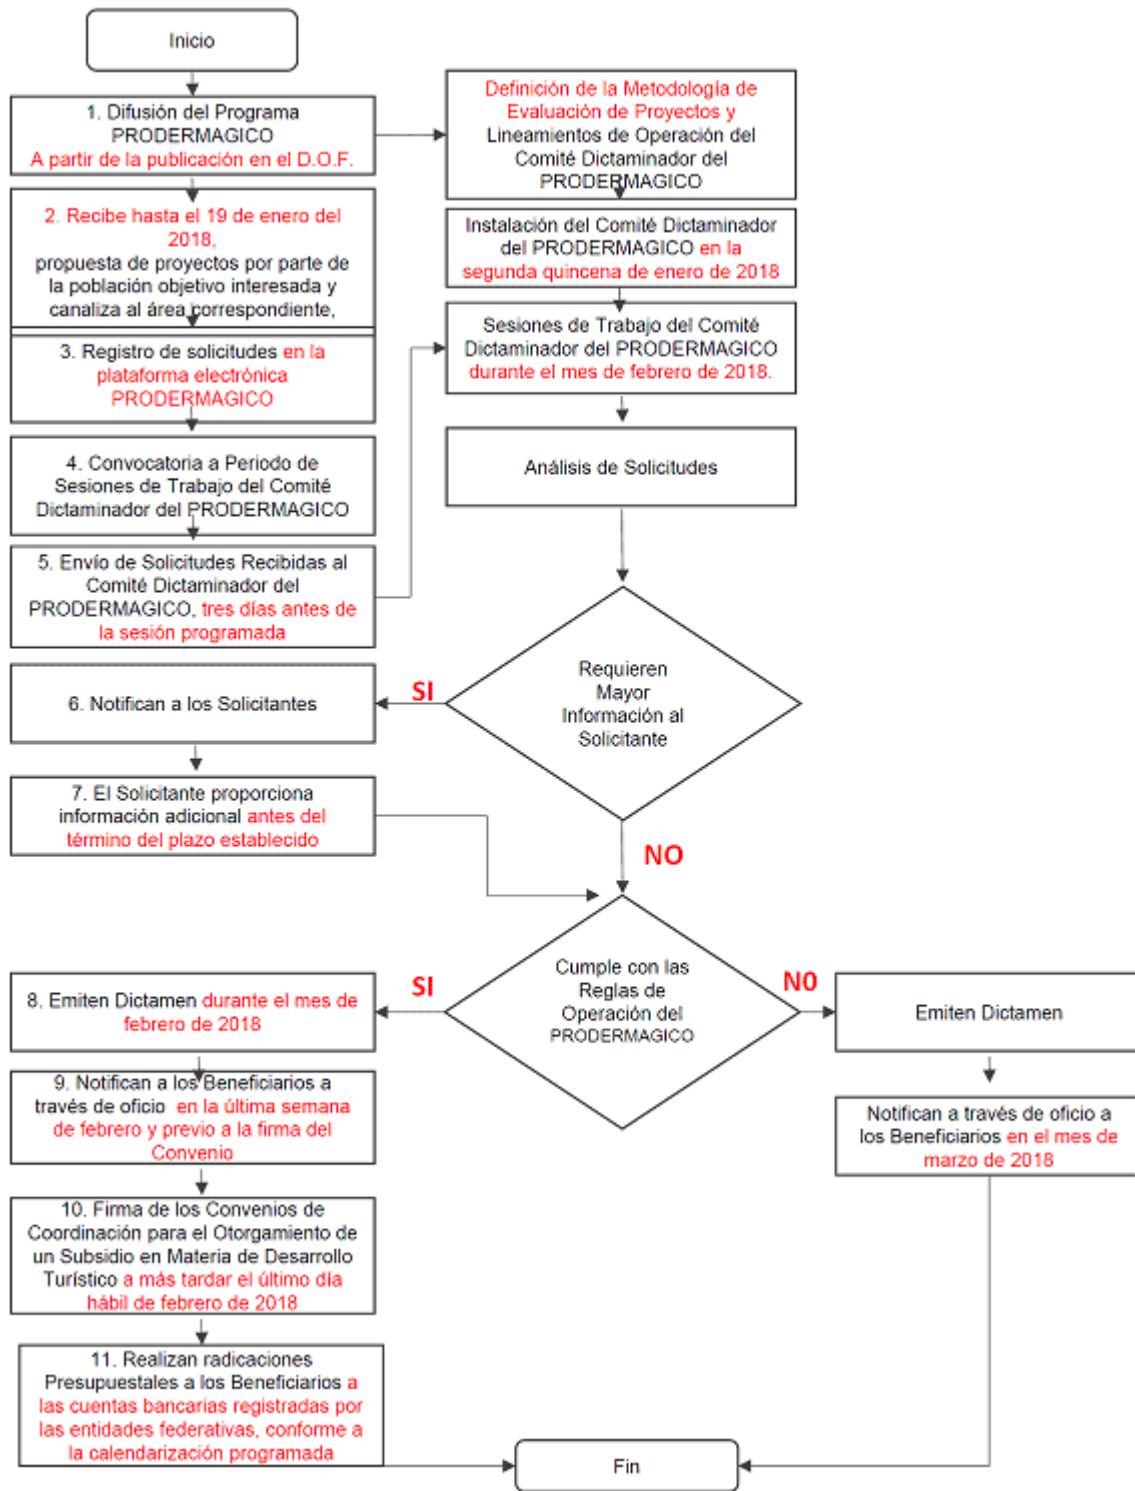 Inicio
1. Difusión del Programa
PRODERMAGICO
A partir de la publicación en el D.O.F.
Definición de la Metodología de
Evaluación de Proyectos y
Lineamientos de Operación del
Comité Dictaminador del
PRODERMAGICO
2. Recibe hasta el 19 de enero del
2018,
propuesta de proyectos por parte de
la población objetivo interesada y
canaliza al área correspondiente,
Instalación del Comité Dictaminador
del PRODERMAGICO en la
segunda quincena de enero de 2018
3. Registro de solicitudes en la
plataforma electrónica
PRODERMAGICO
Sesiones de Trabajo del Comité
Dictaminador del PRODERMAGICO
durante el mes de febrero de 2018.
4. Convocatoria a Periodo de
Sesiones de Trabajo del Comité
Dictaminador del PRODERMAGICO
Análisis de Solicitudes
5. Envío de Solicitudes Recibidas al
Comité Dictaminador del
PRODERMAGICO, tres días antes de
la sesión programada
6. Notifican a los Solicitantes
SI
Requieren
Mayor
Información al
Solicitante
7. El Solicitante proporciona
información adicional antes del
término del plazo establecido
NO
8. Emiten Dictamen durante el mes de
febrero de 2018
SI
Cumple con las
Reglas de
Operación del
PRODERMAGICO
N0
Emiten Dictamen
9. Notifican a los Beneficiarios a
través de oficio en la última semana
de febrero y previo a la firma del
Convenio
Notifican a través de oficio a
los Beneficiarios en el mes de
marzo de 2018
10. Firma de los Convenios de
Coordinación para el Otorgamiento de
un Subsidio en Materia de Desarrollo
Turístico a más tardar el último día
hábil de febrero de 2018
11. Realizan radicaciones
Presupuestales a los Beneficiarios a
las cuentas bancarias registradas por
las entidades federativas, conforme a
la calendarización programada
Fin